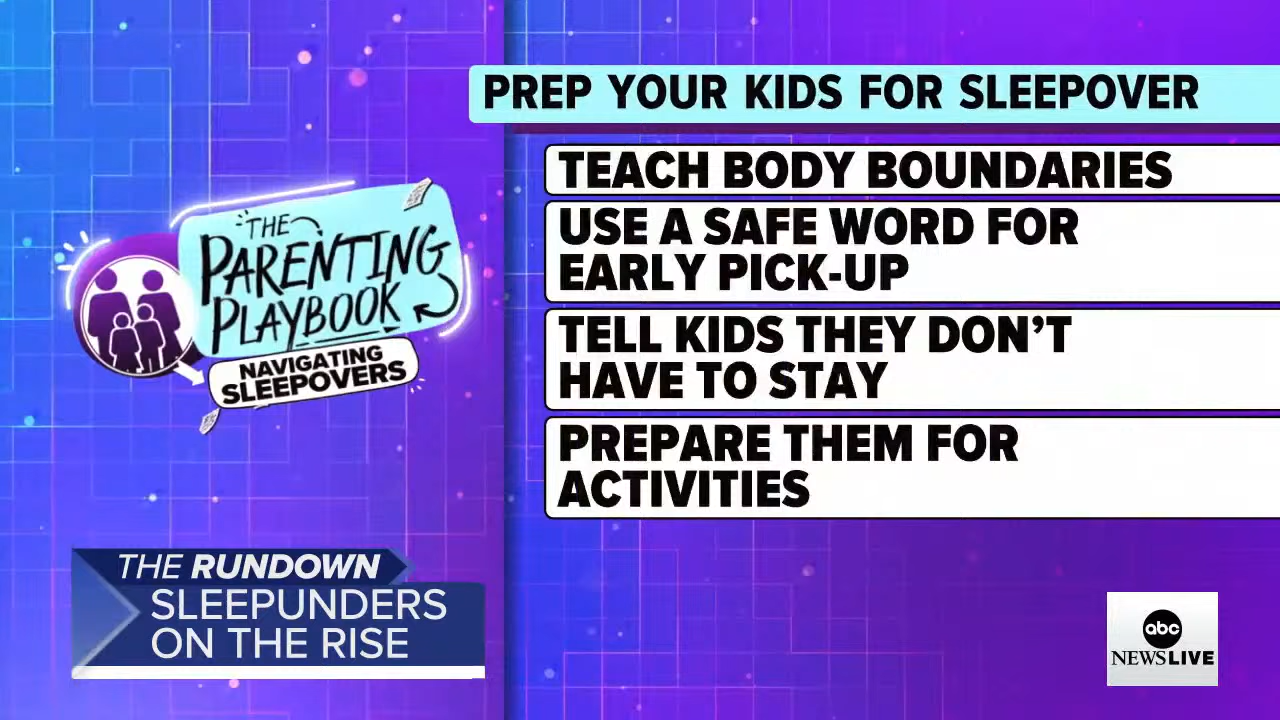 PREP YOUR KIDS FOR SLEEPOVER
TEACH BODY BOUNDARIES
USE A SAFE WORD FOR
EARLY PICK-UP
TELL KIDS THEY DON'T
HAVE TO STAY
PREPARE THEM FOR
ACTIVITIES
THE
PARENTING
PLAYBOOK
NAVIGATING
SLEEPOVERS
THE RUNDOWN
SLEEPUNDERS
ON THE RISE
abc
NEWSLIVE